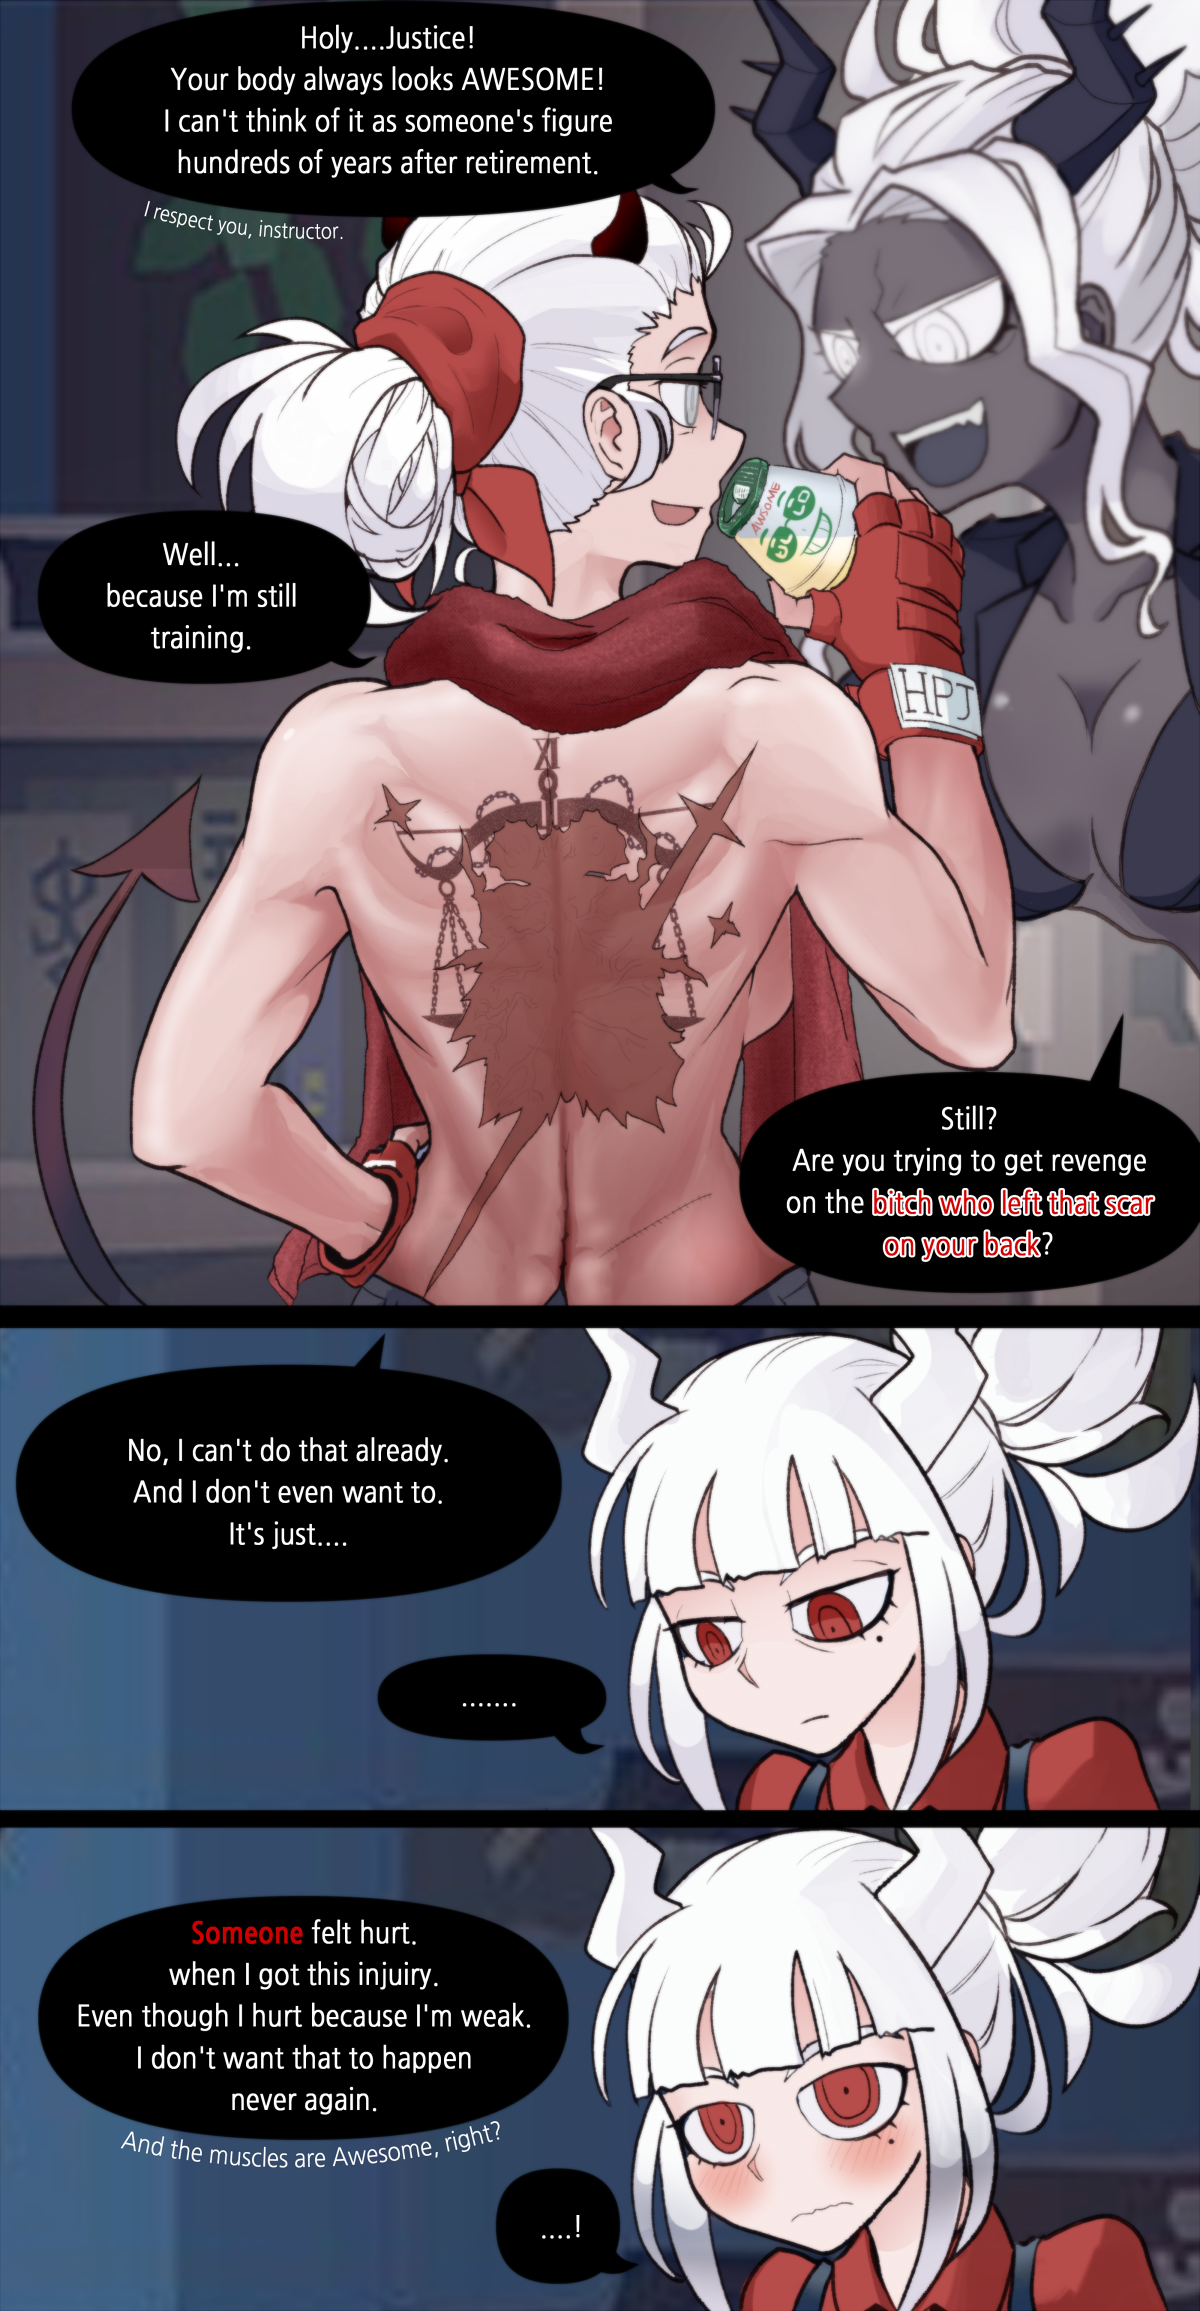 Holy....Justice!
Your body always looks AWESOME!
I can't think of it as someone's figure
hundreds of years after retirement.
I respect you, instructor.
AWSOME
Well...
because I'm still
training.
HPJ
XI
Still?
Are you trying to get revenge
on the bitch who left that scar
on your back?
No, I can't do that already.
And I don't even want to.
It's just....
.......
Someone felt hurt.
when I got this injuiry.
Even though I hurt because I'm weak.
I don't want that to happen
never again.
And the muscles are Awesome, right?
....!